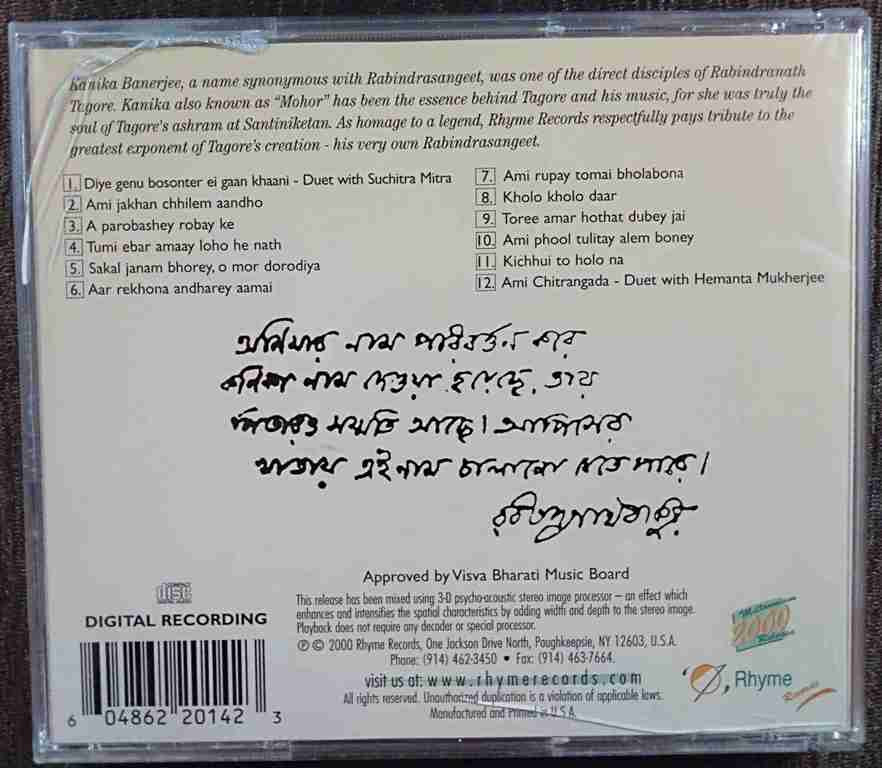 Kanika Banerjee, a name synonymous with Rabindrasangeet, was one of the direct disciples of Rabindranath
Tagore. Kanika also known as “Mohor” has been the essence behind Tagore and his music, for she was truly the
soul of Tagore's ashram at Santiniketan. As homage to a legend, Rhyme Records respectfully pays tribute to the
greatest exponent of Tagore's creation - his very own Rabindrasangeet.
1. Diye genu bosonter ei gaan khaani - Duet with Suchitra Mitra
2. Ami jakhan chhilem aandho
3. A parobashey robay ke
4. Tumi ebar amaay loho he nath
5. Sakal janam bhorey, o mor dorodiya
6. Aar rekhona andharey aamai
7. Ami rupay tomai bholabona
8. Kholo kholo daar
9. Toree amar hothat dubey jai
10. Ami phool tulitay alem boney
11. Kichhui to holo na
12. Ami Chitrangada - Duet with Hemanta Mukherjee
অনিমার নাম পরিবর্তন করে
কনিকা নাম দেওয়া হয়েছে, তায়
পিতারও সম্মতি আছে। আপিসের
খাতায় এই নাম চালানো যেতে পারে।
রবীন্দ্রনাথ ঠাকুর
Approved by Visva Bharati Music Board
This release has been mixed using 3-D psycho-acoustic stereo image processor – an effect which
enhances and intensifies the spatial characteristics by adding width and depth to the stereo image.
Playback does not require any decoder or special processor.
℗ © 2000 Rhyme Records, One Jackson Drive North, Poughkeepsie, NY 12603, U.S.A.
Phone: (914) 462-3450 • Fax: (914) 463-7664.
visit us at: www.rhymerecords.com
All rights reserved. Unauthorized duplication is a violation of applicable laws.
Manufactured and Printed in U.S.A.
COMPACT
disc
DIGITAL RECORDING
6 04862 20142 3
2000
Rhyme
Records